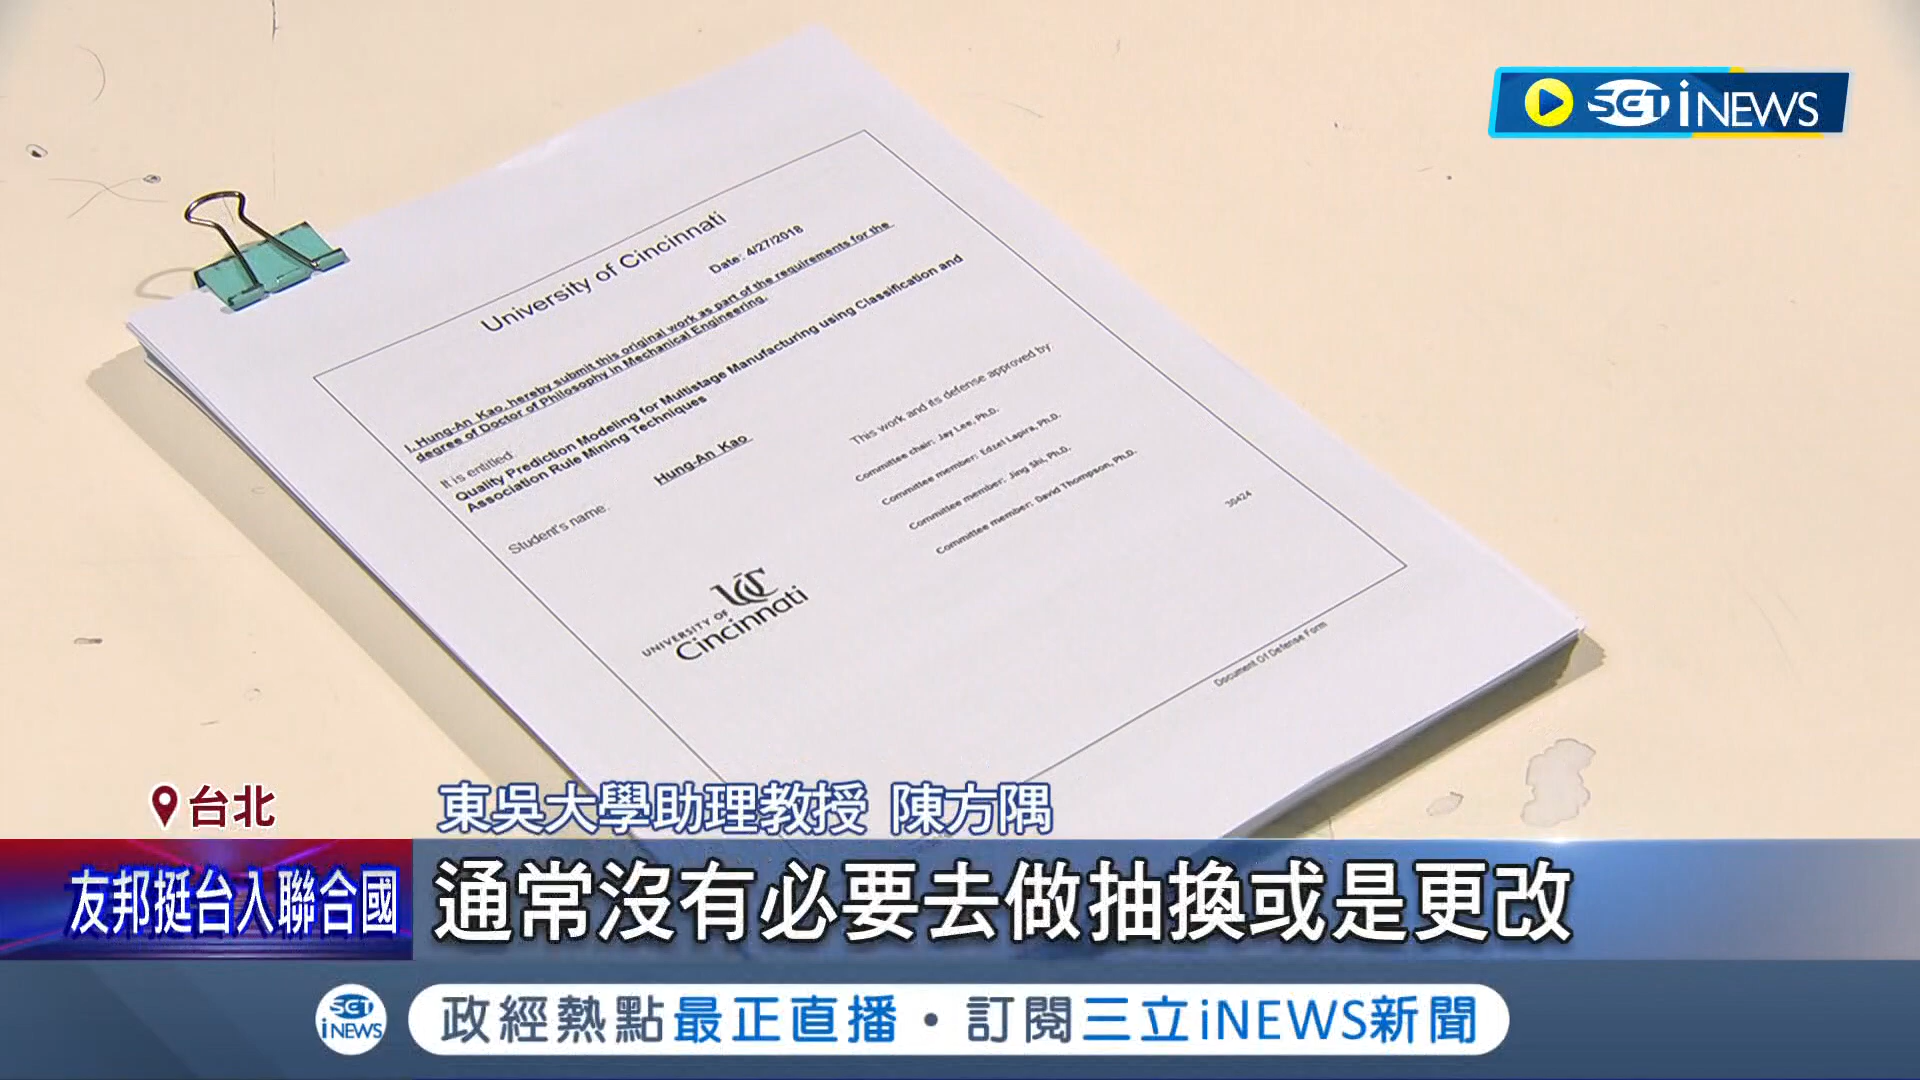 SET iNEWS
University of Cincinnati
Date: 4/27/2018
I, Hung-An Kao, hereby submit this original work as part of the requirements for the
degree of Doctor of Philosophy in Mechanical Engineering.
It is entitled:
Quality Prediction Modeling for Multistage Manufacturing using Classification and
Association Rule Mining Techniques
Student's name: Hung-An Kao
This work and its defense approved by
Committee chair: Jay Lee, Ph.D.
Committee member: Edzel Lapira, Ph.D.
Committee member: Jing Shi, Ph.D.
Committee member: David Thompson, Ph.D.
30424
UC
UNIVERSITY OF
Cincinnati
Document Of Defense Form
台北
東吳大學助理教授 陳方隅
友邦挺台入聯合國
通常沒有必要去做抽換或是更改
SET iNEWS
政經熱點最正直播・訂閱三立iNEWS新聞